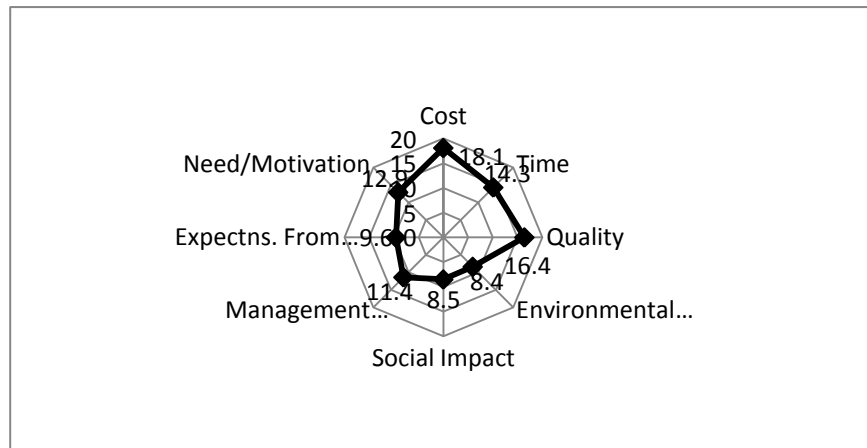 Cost
20
18.1
Need/Motivation
15
Time
12.9
10
14.3
5
Expectns. From…
9.6
0
Quality
16.4
11.4
8.4
8.5
Management…
Environmental…
Social Impact